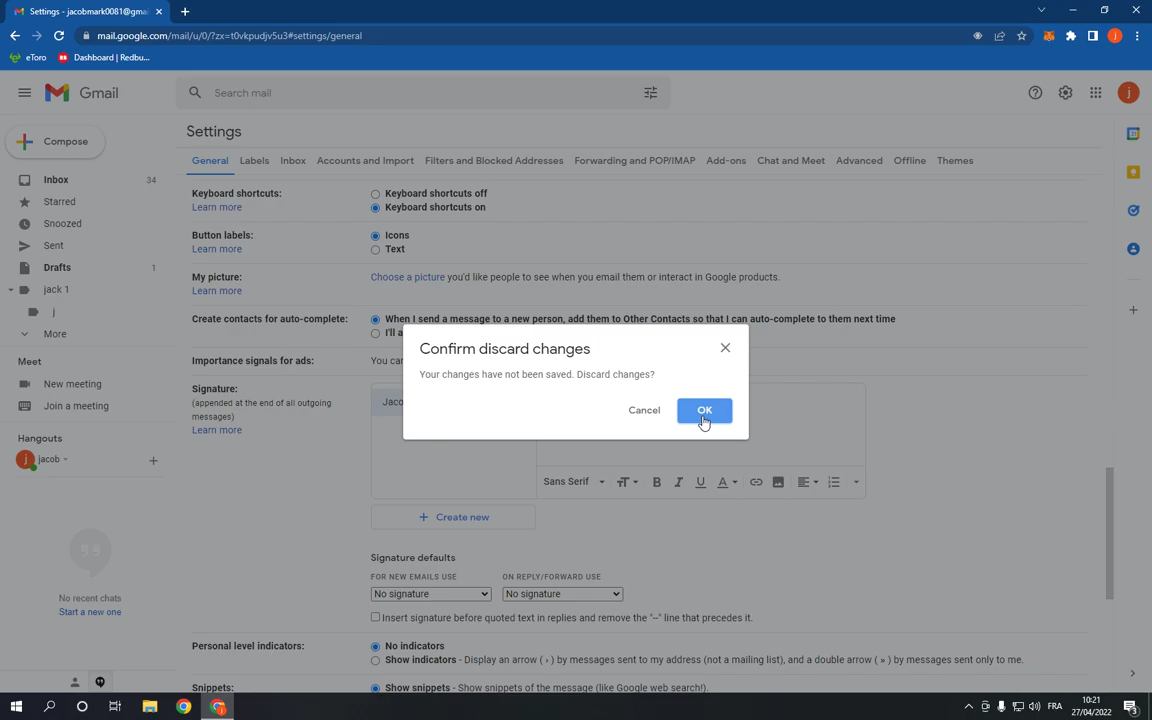 Settings - jacobmark0081@gmai
mail.google.com/mail/u/0/?zx=t0vkpudjv5u3#settings/general
eToro
Dashboard | Redbu...
Gmail
Search mail
j
Settings
Compose
General Labels Inbox Accounts and Import Filters and Blocked Addresses Forwarding and POP/IMAP Add-ons Chat and Meet Advanced Offline Themes
Inbox 34
Starred
Snoozed
Sent
Drafts 1
jack 1
j
More
Meet
New meeting
Join a meeting
Hangouts
jacob
No recent chats
Start a new one
Keyboard shortcuts:
Learn more
Keyboard shortcuts off
Keyboard shortcuts on
Button labels:
Learn more
Icons
Text
My picture:
Learn more
Choose a picture you'd like people to see when you email them or interact in Google products.
Create contacts for auto-complete:
When I send a message to a new person, add them to Other Contacts so that I can auto-complete to them next time
I'll a
Importance signals for ads:
You can
Signature:
(appended at the end of all outgoing
messages)
Learn more
Jaco
Confirm discard changes
Your changes have not been saved. Discard changes?
Cancel OK
Sans Serif
Create new
Signature defaults
FOR NEW EMAILS USE ON REPLY/FORWARD USE
No signature No signature
Insert signature before quoted text in replies and remove the "--" line that precedes it.
Personal level indicators:
No indicators
Show indicators - Display an arrow ( › ) by messages sent to my address (not a mailing list), and a double arrow ( » ) by messages sent only to me.
Snippets:
Show snippets - Show snippets of the message (like Google web search!).
FRA
10:21
27/04/2022
3